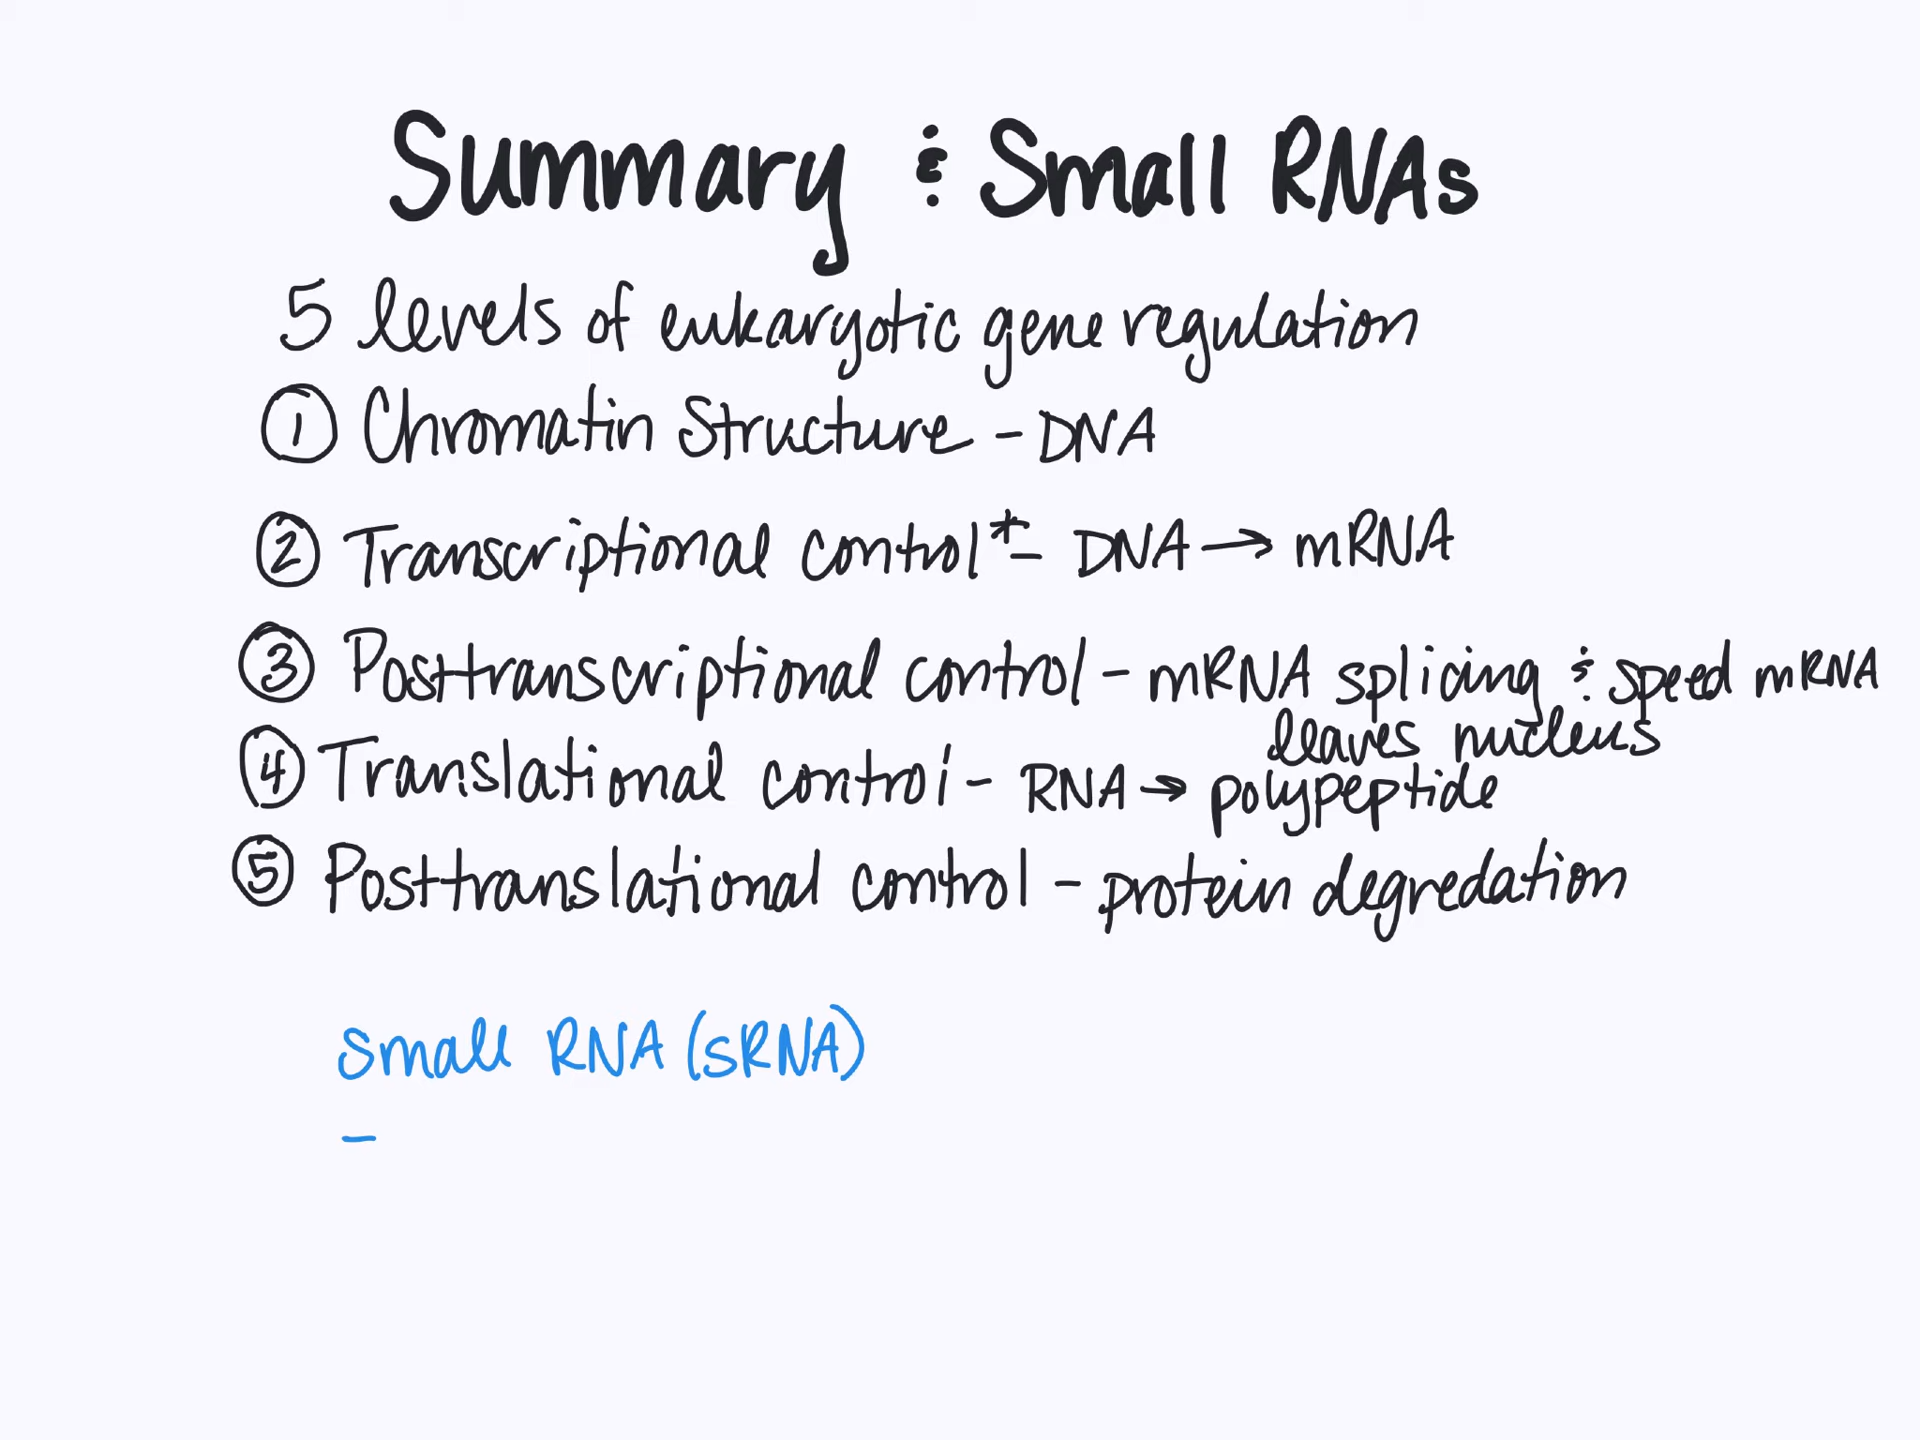 Summary & Small RNAs
5 levels of eukaryotic gene regulation
① Chromatin Structure - DNA
② Transcriptional control* - DNA → mRNA
③ Posttranscriptional control - mRNA splicing & speed mRNA
leaves nucleus
④ Translational control - RNA → polypeptide
⑤ Posttranslational control - protein degredation
small RNA (sRNA)
-